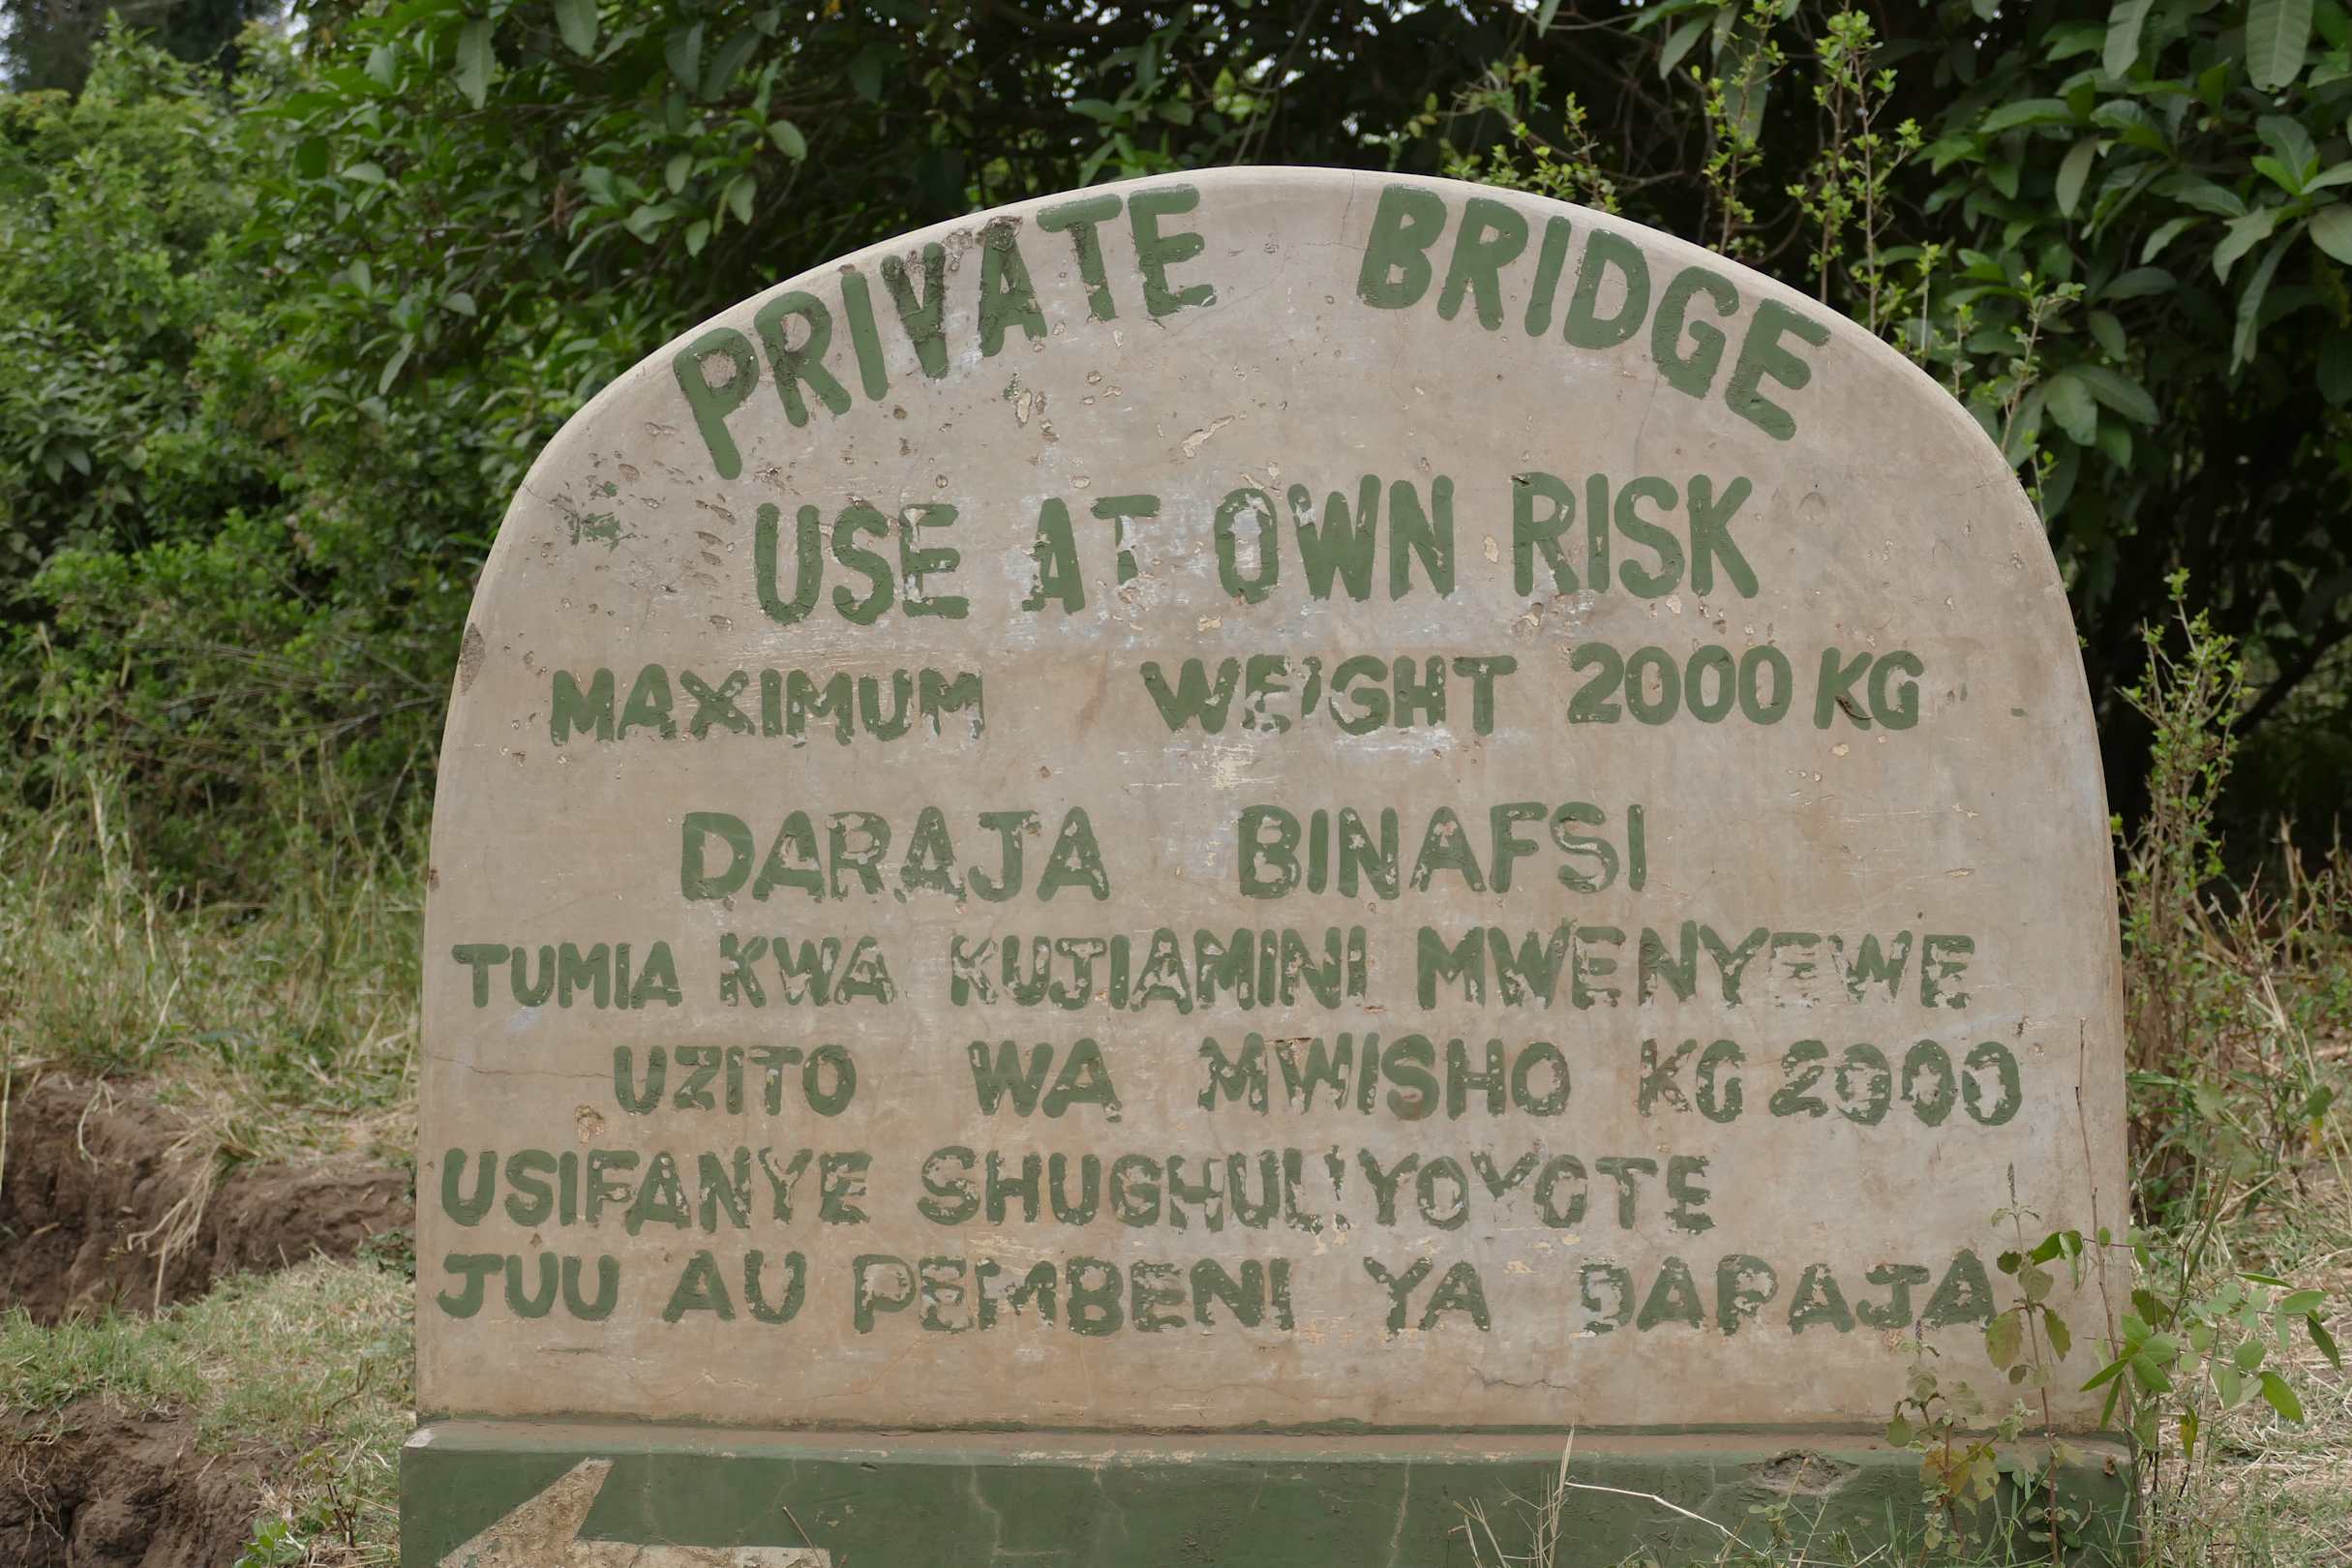 PRIVATE BRIDGE
USE AT OWN RISK
MAXIMUM WEIGHT 2000 KG
DARAJA BINAFSI
TUMIA KWA KUJIAMINI MWENYEWE
UZITO WA MWISHO KG 2000
USIFANYE SHUGHULI YOYOTE
JUU AU PEMBENI YA DARAJA